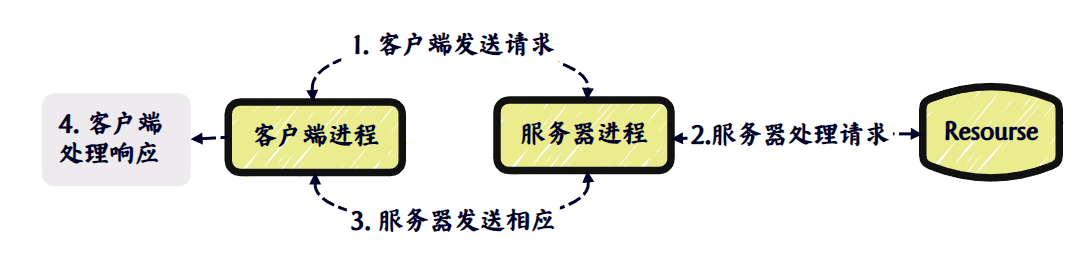 1. 客户端发送请求
4. 客户端
处理响应
客户端进程
服务器进程
2.服务器处理请求
Resourse
3. 服务器发送相应